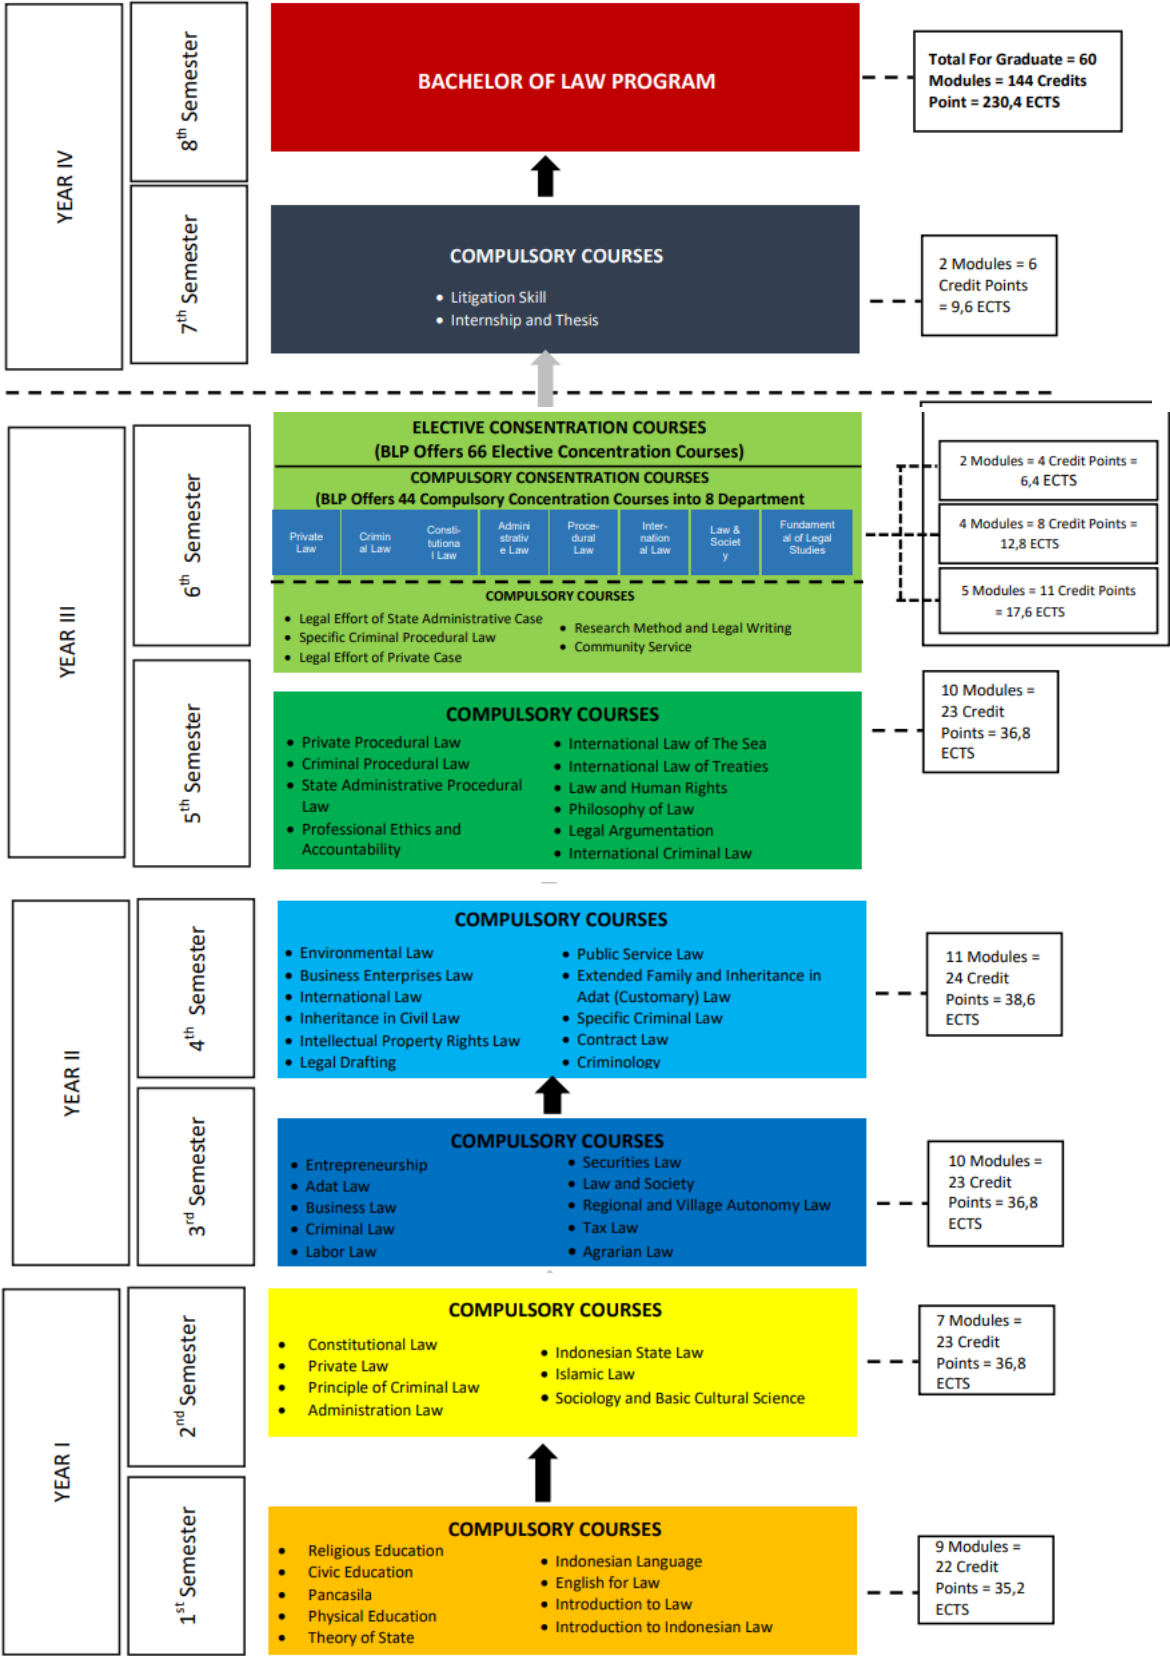 YEAR IV
8th Semester
BACHELOR OF LAW PROGRAM
Total For Graduate = 60
Modules = 144 Credits
Point = 230,4 ECTS
7th Semester
COMPULSORY COURSES
• Litigation Skill
• Internship and Thesis
2 Modules = 6
Credit Points
= 9,6 ECTS
YEAR III
6th Semester
ELECTIVE CONSENTRATION COURSES
(BLP Offers 66 Elective Concentration Courses)
COMPULSORY CONSENTRATION COURSES
(BLP Offers 44 Compulsory Concentration Courses into 8 Department
Private
Law
Crimin
al Law
Consti-
tutiona
l Law
Admini
strativ
e Law
Proce-
dural
Law
Inter-
nation
al Law
Law &
Societ
y
Fundament
al of Legal
Studies
COMPULSORY COURSES
• Legal Effort of State Administrative Case
• Specific Criminal Procedural Law
• Legal Effort of Private Case
• Research Method and Legal Writing
• Community Service
2 Modules = 4 Credit Points =
6,4 ECTS
4 Modules = 8 Credit Points =
12,8 ECTS
5 Modules = 11 Credit Points
= 17,6 ECTS
5th Semester
COMPULSORY COURSES
• Private Procedural Law
• Criminal Procedural Law
• State Administrative Procedural
Law
• Professional Ethics and
Accountability
• International Law of The Sea
• International Law of Treaties
• Law and Human Rights
• Philosophy of Law
• Legal Argumentation
• International Criminal Law
10 Modules =
23 Credit
Points = 36,8
ECTS
YEAR II
4th Semester
COMPULSORY COURSES
• Environmental Law
• Business Enterprises Law
• International Law
• Inheritance in Civil Law
• Intellectual Property Rights Law
• Legal Drafting
• Public Service Law
• Extended Family and Inheritance in
Adat (Customary) Law
• Specific Criminal Law
• Contract Law
• Criminology
11 Modules =
24 Credit
Points = 38,6
ECTS
3rd Semester
COMPULSORY COURSES
• Entrepreneurship
• Adat Law
• Business Law
• Criminal Law
• Labor Law
• Securities Law
• Law and Society
• Regional and Village Autonomy Law
• Tax Law
• Agrarian Law
10 Modules =
23 Credit
Points = 36,8
ECTS
YEAR I
2nd Semester
COMPULSORY COURSES
• Constitutional Law
• Private Law
• Principle of Criminal Law
• Administration Law
• Indonesian State Law
• Islamic Law
• Sociology and Basic Cultural Science
7 Modules =
23 Credit
Points = 36,8
ECTS
1st Semester
COMPULSORY COURSES
• Religious Education
• Civic Education
• Pancasila
• Physical Education
• Theory of State
• Indonesian Language
• English for Law
• Introduction to Law
• Introduction to Indonesian Law
9 Modules =
22 Credit
Points = 35,2
ECTS